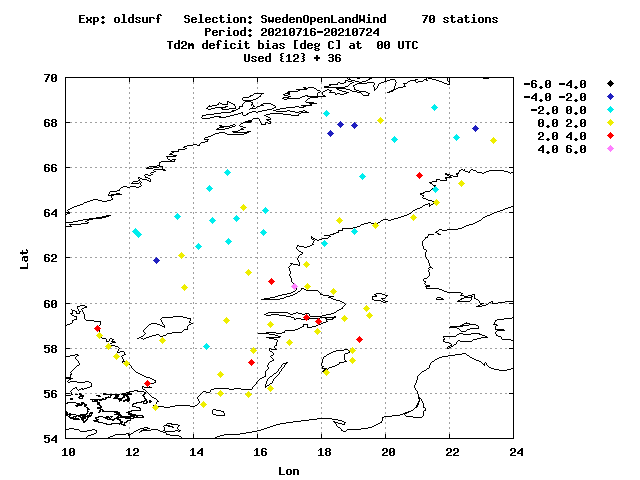 Exp: oldsurf   Selection: SwedenOpenLandWind     70 stations
Period: 20210716-20210724
Td2m deficit bias [deg C] at  00 UTC
Used {12} + 36
-6.0 -4.0
-4.0 -2.0
-2.0 0.0
0.0 2.0
2.0 4.0
4.0 6.0
70
68
66
64
62
60
58
56
54
Lat
10 12 14 16 18 20 22 24
Lon